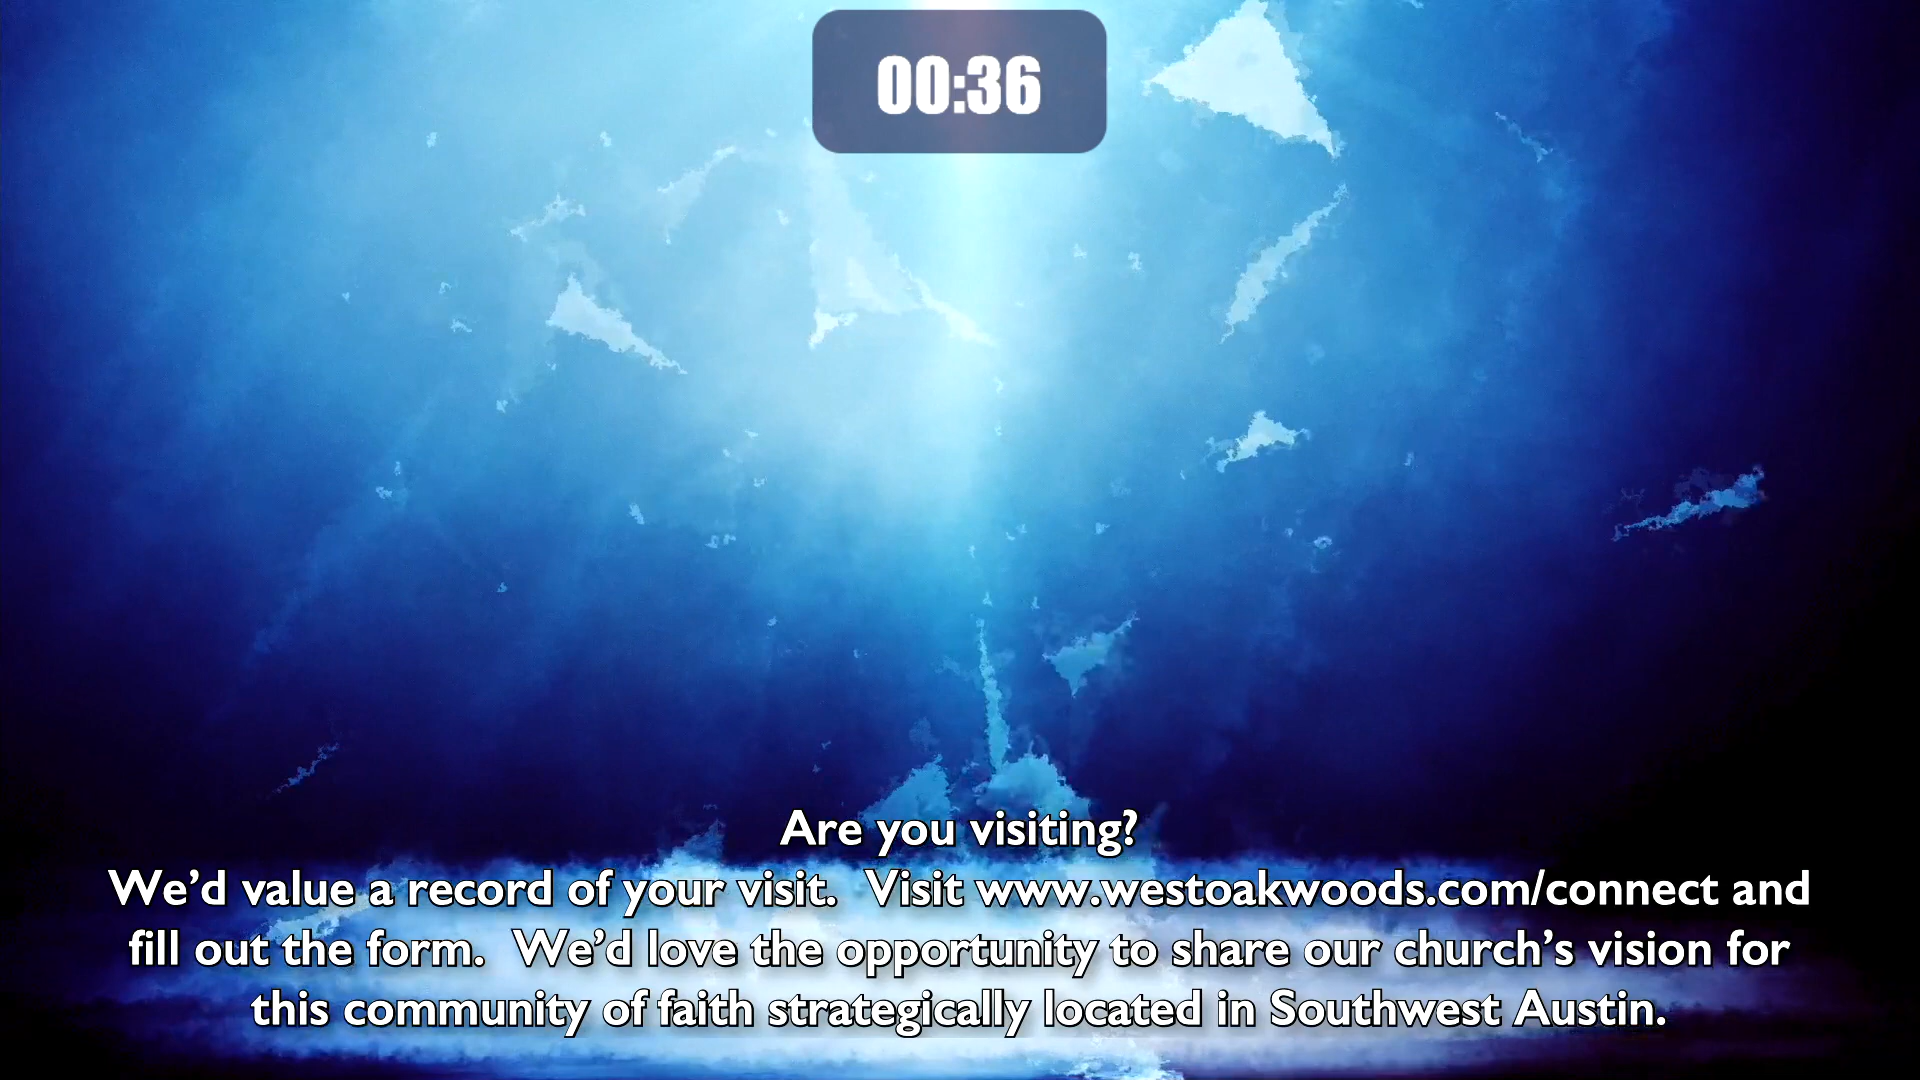 00:36
Are you visiting?
We’d value a record of your visit.  Visit www.westoakwoods.com/connect and
fill out the form.  We’d love the opportunity to share our church’s vision for
this community of faith strategically located in Southwest Austin.